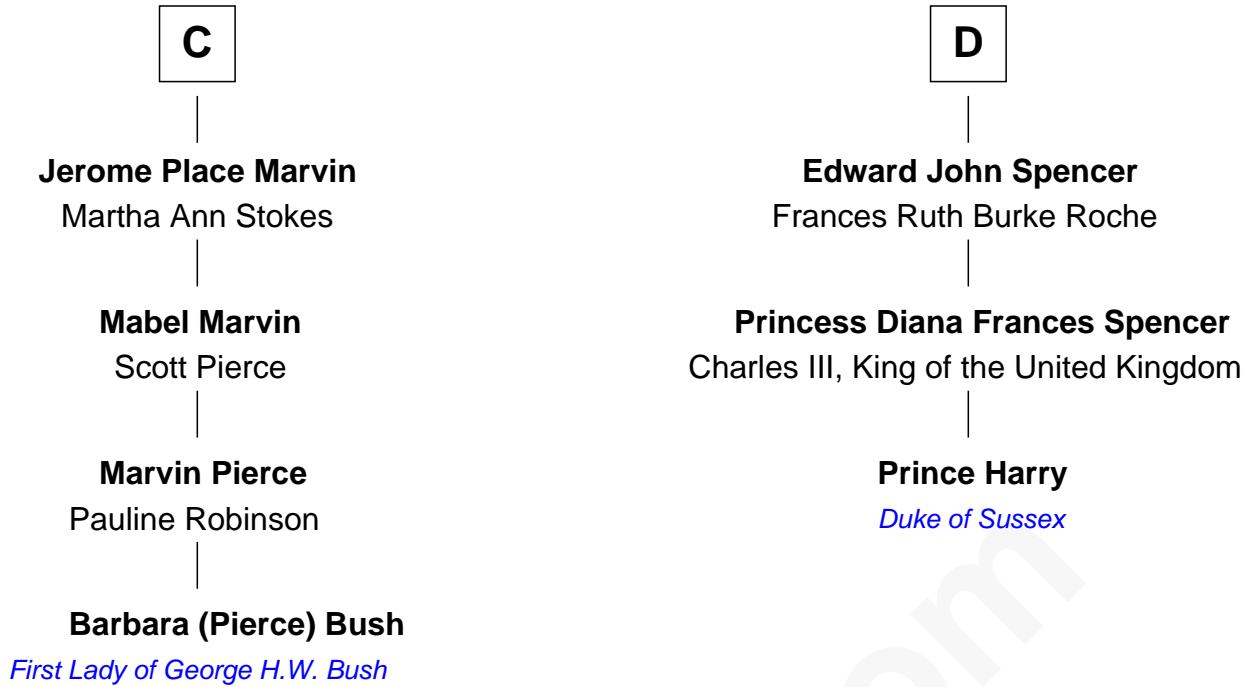 C
Jerome Place Marvin
Martha Ann Stokes
Mabel Marvin
Scott Pierce
Marvin Pierce
Pauline Robinson
Barbara (Pierce) Bush
First Lady of George H.W. Bush
D
Edward John Spencer
Frances Ruth Burke Roche
Princess Diana Frances Spencer
Charles III, King of the United Kingdom
Prince Harry
Duke of Sussex
om